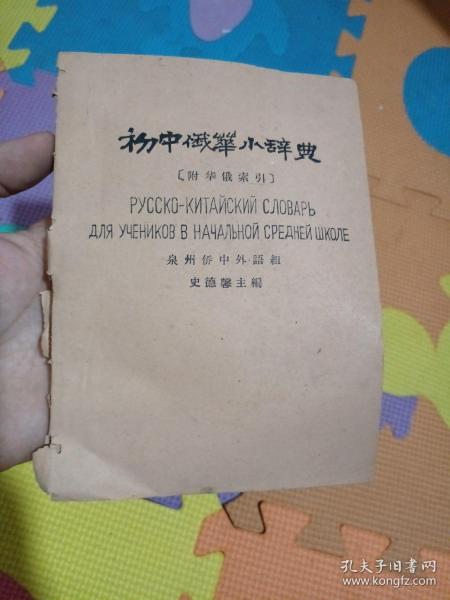 初中俄華小辞典
〔附华俄索引〕
РУССКО-КИТАЙСКИЙ СЛОВАРЬ
ДЛЯ УЧЕНИКОВ В НАЧАЛЬНОЙ СРЕДНЕЙ ШКОЛЕ
泉州侨中外語組
史德馨主編
孔夫子旧书网
www.kongfz.com